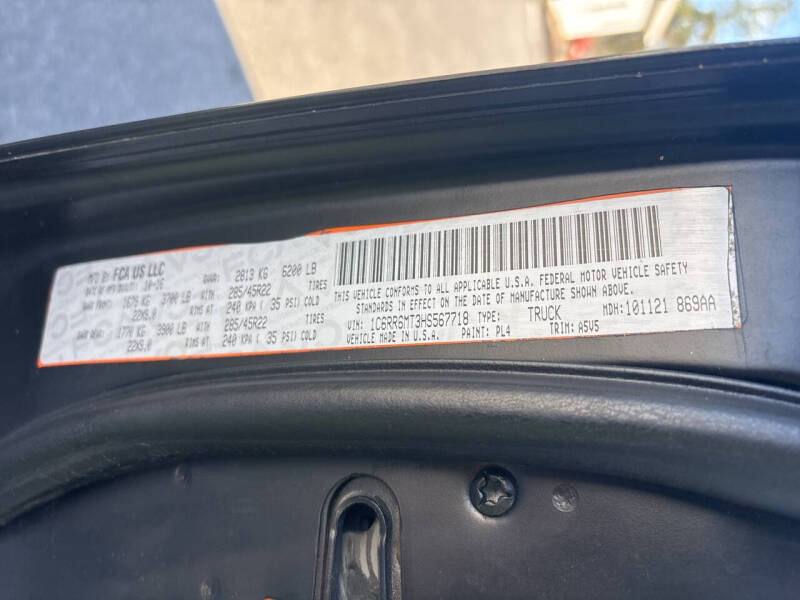 MFD BY FCA US LLC
DATE OF MFR 10-16 GVWR: 2813 KG 6200 LB
GAWR FRONT: 1679 KG 3700 LB WITH 285/45R22 TIRES
22X9.0 RIMS AT 240 KPA ( 35 PSI) COLD
GAWR REAR: 1770 KG 3900 LB WITH 285/45R22 TIRES
22X9.0 RIMS AT 240 KPA ( 35 PSI) COLD
THIS VEHICLE CONFORMS TO ALL APPLICABLE U.S.A. FEDERAL MOTOR VEHICLE SAFETY
STANDARDS IN EFFECT ON THE DATE OF MANUFACTURE SHOWN ABOVE.
VIN: 1C6RR6MT3HS567718 TYPE: TRUCK MDH: 101121 869AA
VEHICLE MADE IN U.S.A. PAINT: PL4 TRIM: A5V5